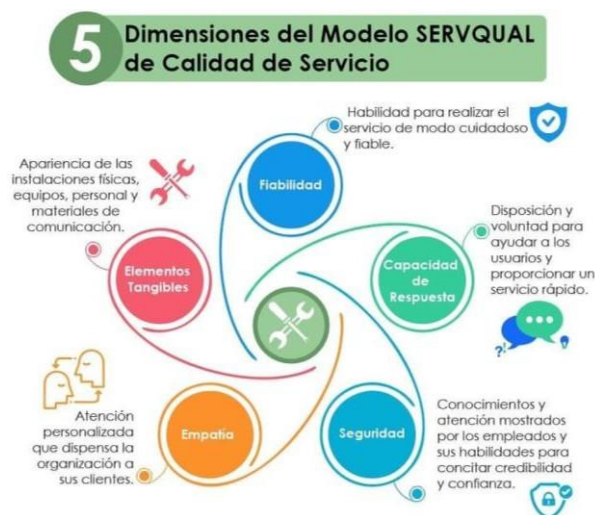 5
Dimensiones del Modelo SERVQUAL
de Calidad de Servicio
Habilidad para realizar el
servicio de modo cuidadoso
y fiable.
Fiabilidad
Apariencia de las
instalaciones físicas,
equipos, personal y
materiales de
comunicación.
Elementos
Tangibles
Disposición y
voluntad para
ayudar a los
usuarios y
proporcionar un
servicio rápido.
Capacidad
de
Respuesta
?!
Atención
personalizada
que dispensa la
organización a
sus clientes.
Empatía
Seguridad
Conocimientos y
atención mostrados
por los empleados y
sus habilidades para
concitar credibilidad
y confianza.